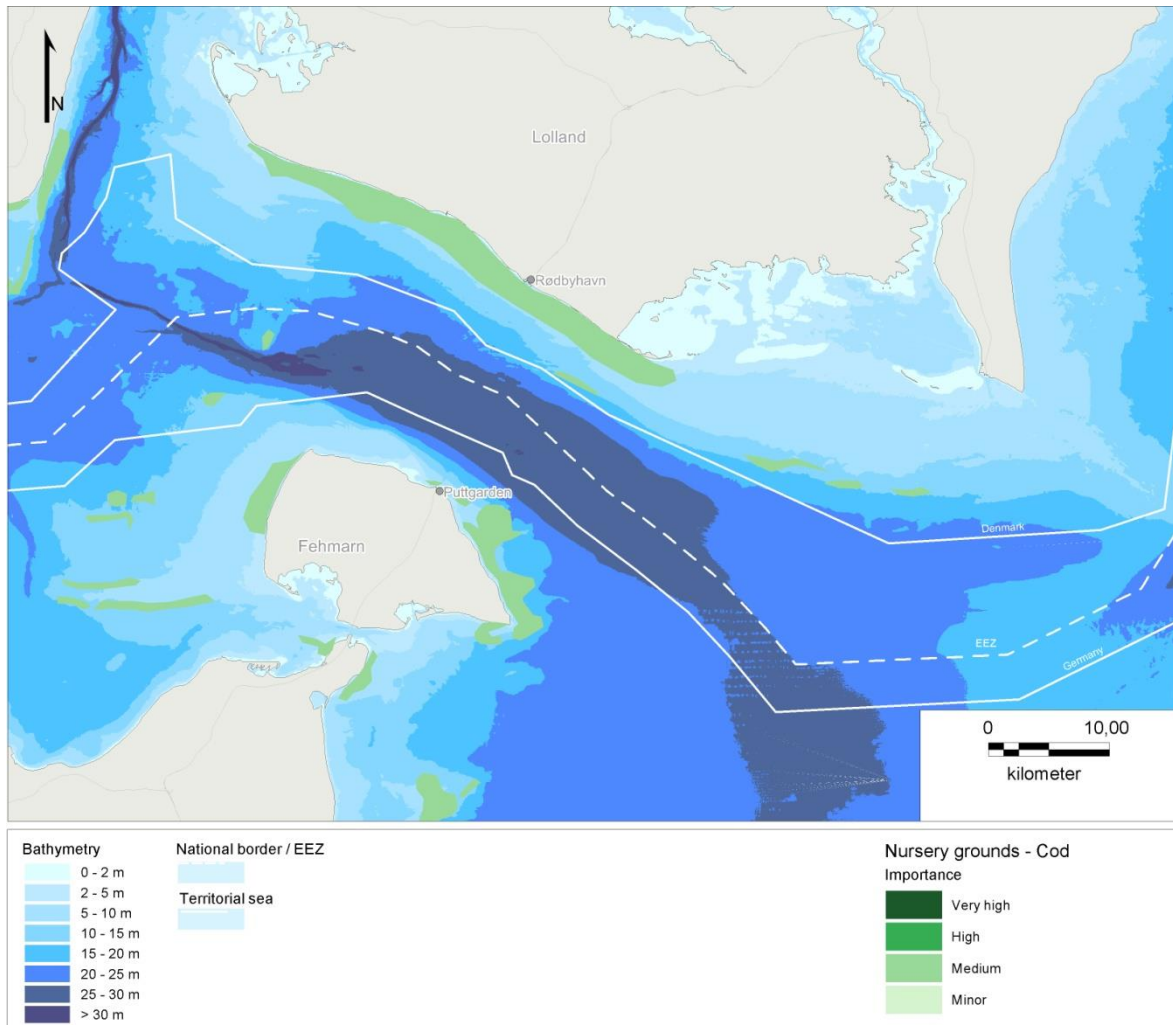 N
Lolland
Rødbyhavn
Puttgarden
Fehmarn
Denmark
EEZ
Germany
0 10,00
kilometer
Bathymetry
0 - 2 m
2 - 5 m
5 - 10 m
10 - 15 m
15 - 20 m
20 - 25 m
25 - 30 m
> 30 m
National border / EEZ
Territorial sea
Nursery grounds - Cod
Importance
Very high
High
Medium
Minor